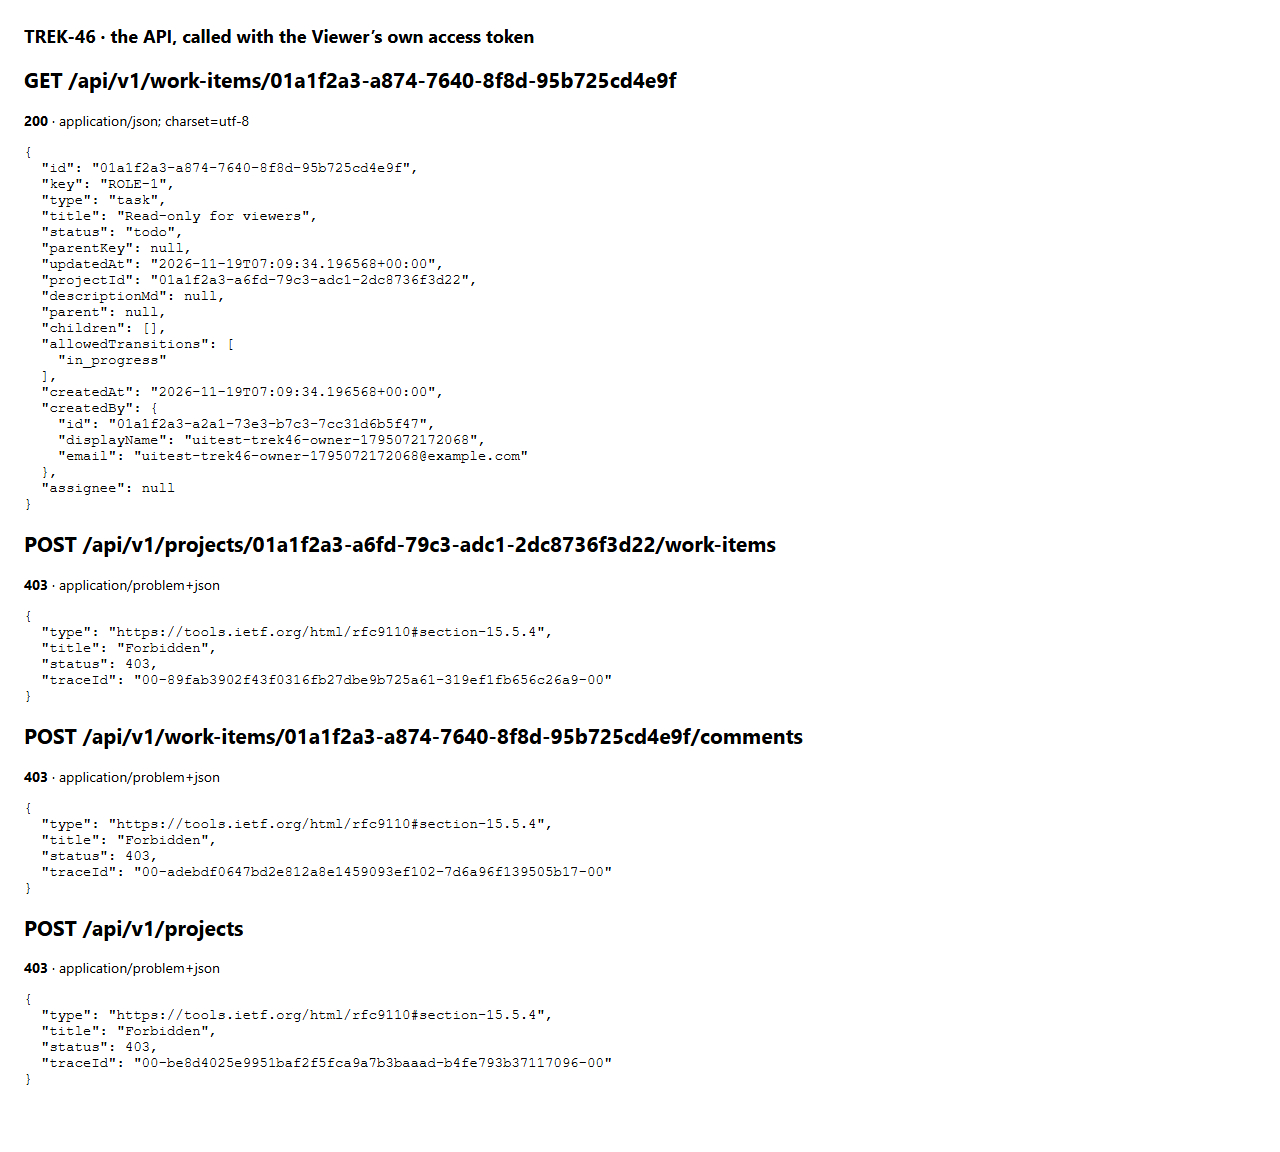 TREK-46 · the API, called with the Viewer’s own access token
GET /api/v1/work-items/01a1f2a3-a874-7640-8f8d-95b725cd4e9f
200 · application/json; charset=utf-8
{
  "id": "01a1f2a3-a874-7640-8f8d-95b725cd4e9f",
  "key": "ROLE-1",
  "type": "task",
  "title": "Read-only for viewers",
  "status": "todo",
  "parentKey": null,
  "updatedAt": "2026-11-19T07:09:34.196568+00:00",
  "projectId": "01a1f2a3-a6fd-79c3-adc1-2dc8736f3d22",
  "descriptionMd": null,
  "parent": null,
  "children": [],
  "allowedTransitions": [
    "in_progress"
  ],
  "createdAt": "2026-11-19T07:09:34.196568+00:00",
  "createdBy": {
    "id": "01a1f2a3-a2a1-73e3-b7c3-7cc31d6b5f47",
    "displayName": "uitest-trek46-owner-1795072172068",
    "email": "uitest-trek46-owner-1795072172068@example.com"
  },
  "assignee": null
}
POST /api/v1/projects/01a1f2a3-a6fd-79c3-adc1-2dc8736f3d22/work-items
403 · application/problem+json
{
  "type": "https://tools.ietf.org/html/rfc9110#section-15.5.4",
  "title": "Forbidden",
  "status": 403,
  "traceId": "00-89fab3902f43f0316fb27dbe9b725a61-319ef1fb656c26a9-00"
}
POST /api/v1/work-items/01a1f2a3-a874-7640-8f8d-95b725cd4e9f/comments
403 · application/problem+json
{
  "type": "https://tools.ietf.org/html/rfc9110#section-15.5.4",
  "title": "Forbidden",
  "status": 403,
  "traceId": "00-adebdf0647bd2e812a8e1459093ef102-7d6a96f139505b17-00"
}
POST /api/v1/projects
403 · application/problem+json
{
  "type": "https://tools.ietf.org/html/rfc9110#section-15.5.4",
  "title": "Forbidden",
  "status": 403,
  "traceId": "00-be8d4025e9951baf2f5fca9a7b3baaad-b4fe793b37117096-00"
}